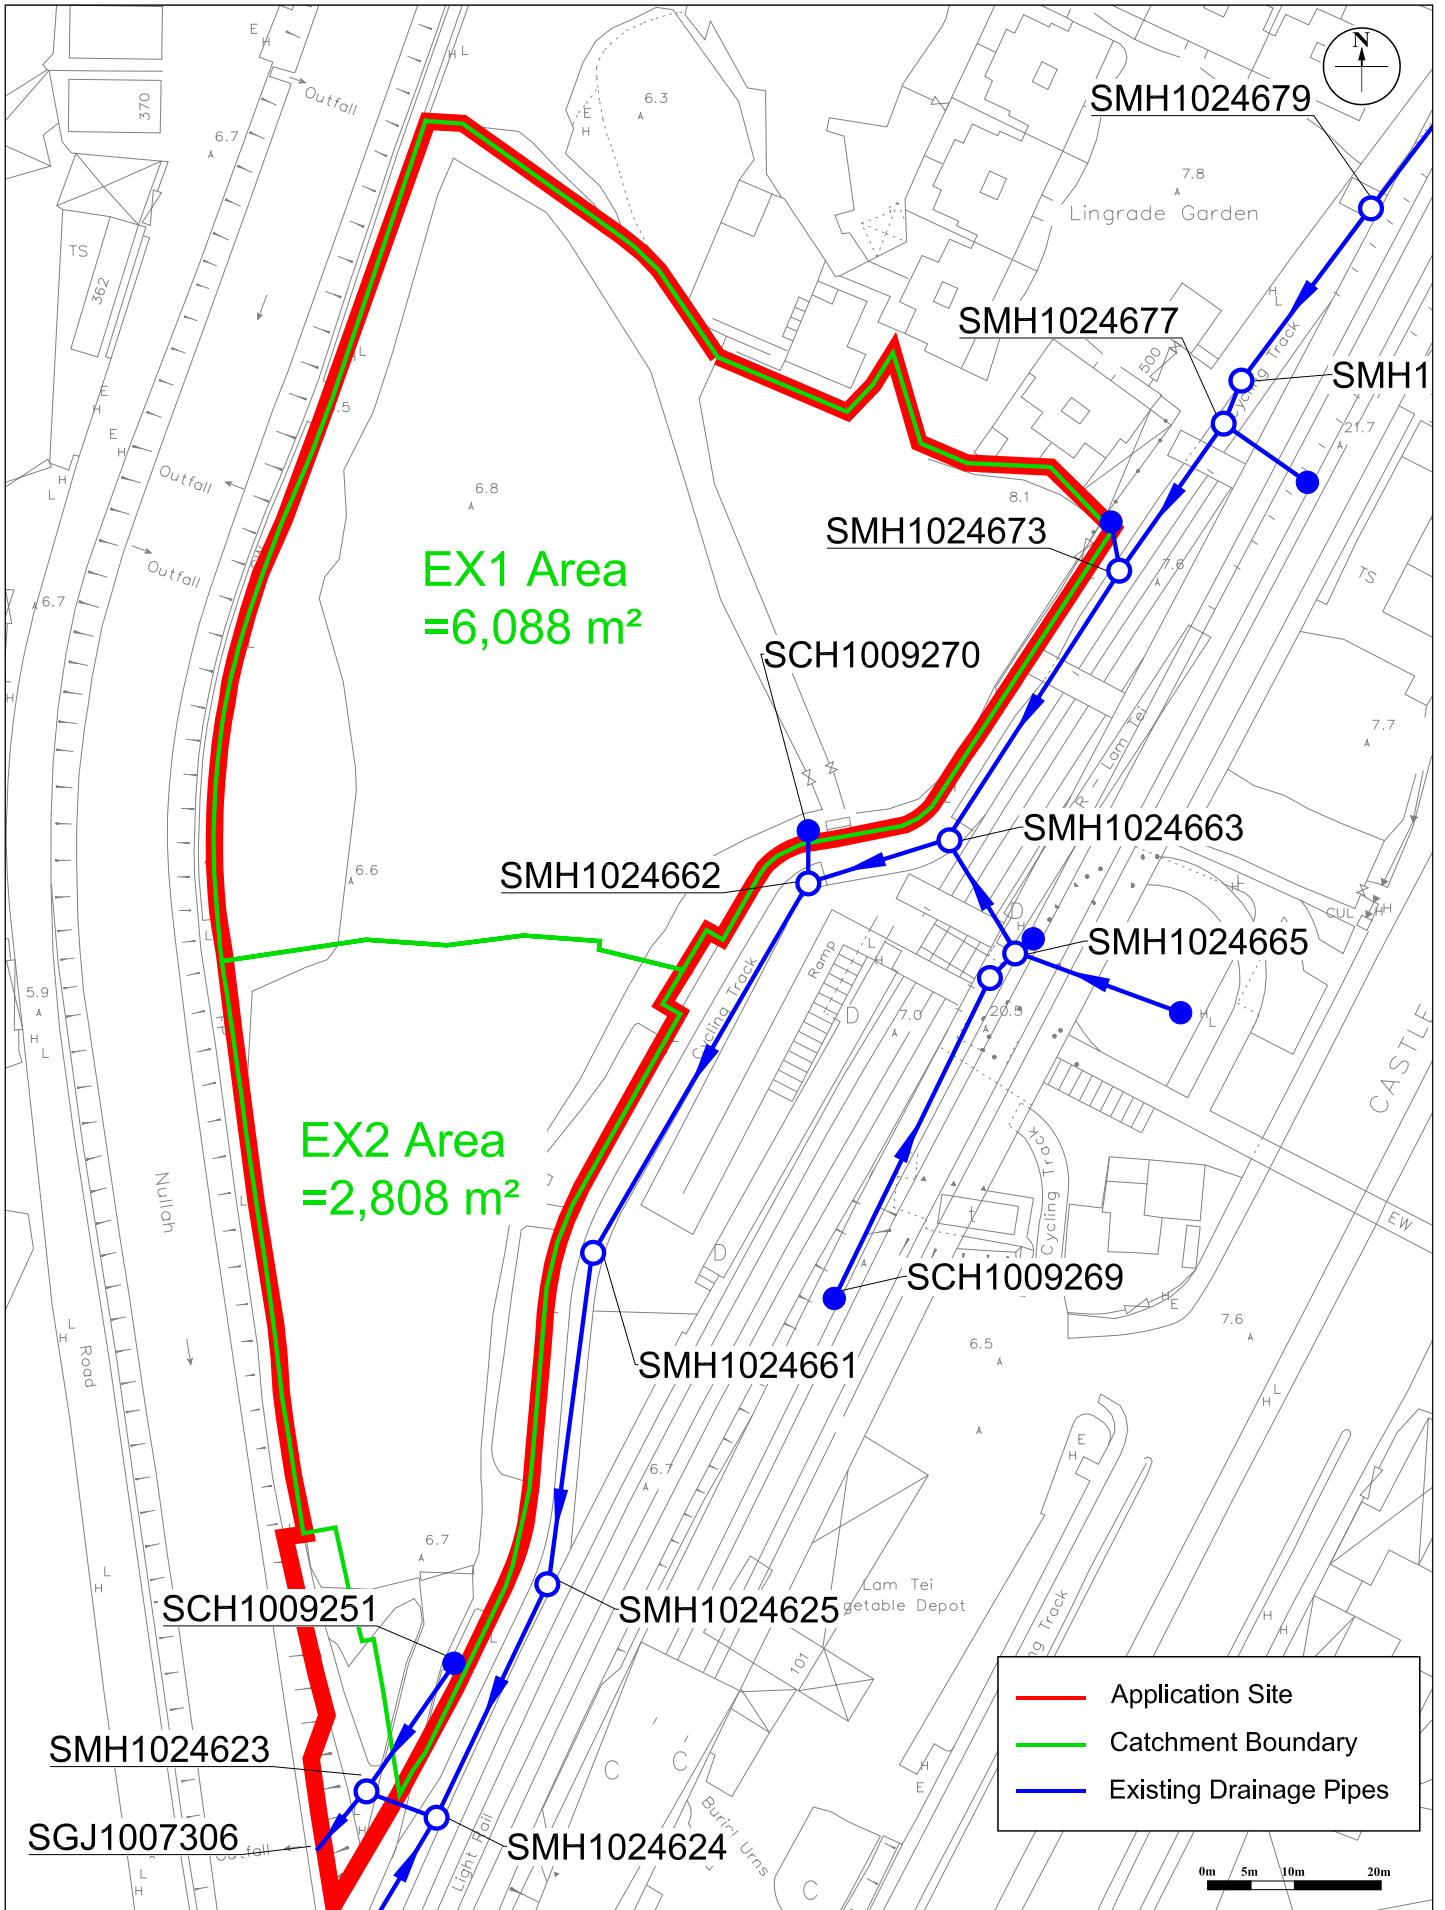 N
SMH1024679
Outfall
370
6.3
6.7
7.8
Lingrade Garden
TS
362
SMH1024677
500
Cycling Track
SMH1
21.7
6.8
8.1
Outfall
SMH1024673
Outfall
7.6
TS
EX1 Area
=6,088 m²
6.7
SCH1009270
Lam Tei
7.7
SMH1024663
SMH1024662
6.6
CUL
SMH1024665
Ramp
5.9
Cycling Track
7.0
20.5
CASTLE
EX2 Area
=2,808 m²
Nullah
Cycling Track
EW
SCH1009269
7.6
6.5
SMH1024661
Road
6.7
6.7
Lam Tei
getable Depot
SCH1009251
SMH1024625
ng Track
101
Application Site
Catchment Boundary
Existing Drainage Pipes
SMH1024623
SGJ1007306
Outfall
SMH1024624
Light Rail
Burial Urns
0m 5m 10m 20m